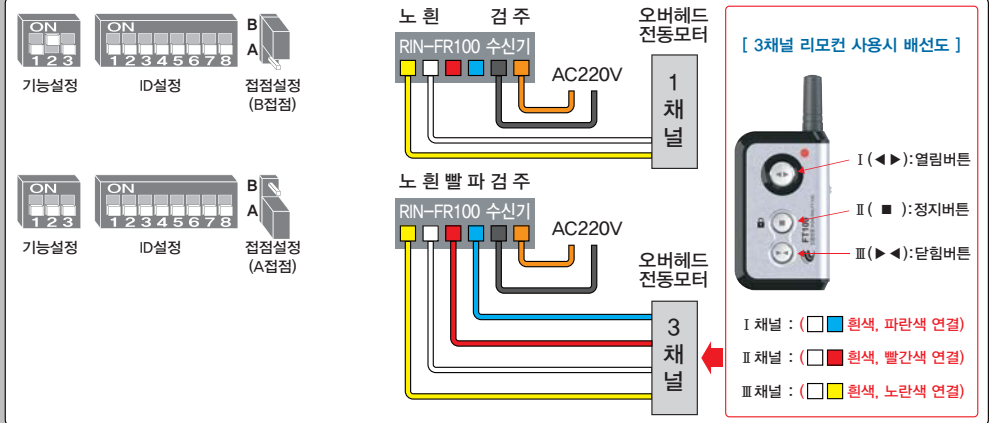 ON
1 2 3
기능설정
ON
1 2 3 4 5 6 7 8
ID설정
B
A
접점설정
(B접점)
노 흰 검 주
RIN-FR100 수신기
AC220V
오버헤드
전동모터
1
채
널
ON
1 2 3
기능설정
ON
1 2 3 4 5 6 7 8
ID설정
B
A
접점설정
(A접점)
노 흰 빨 파 검 주
RIN-FR100 수신기
AC220V
오버헤드
전동모터
3
채
널
[ 3채널 리모컨 사용시 배선도 ]
FT100
Ⅰ(◀ ▶):열림버튼
Ⅱ( ■ ):정지버튼
Ⅲ(▶ ◀):닫힘버튼
Ⅰ 채널 : (□■ 흰색, 파란색 연결)
Ⅱ 채널 : (□■ 흰색, 빨간색 연결)
Ⅲ 채널 : (□■ 흰색, 노란색 연결)